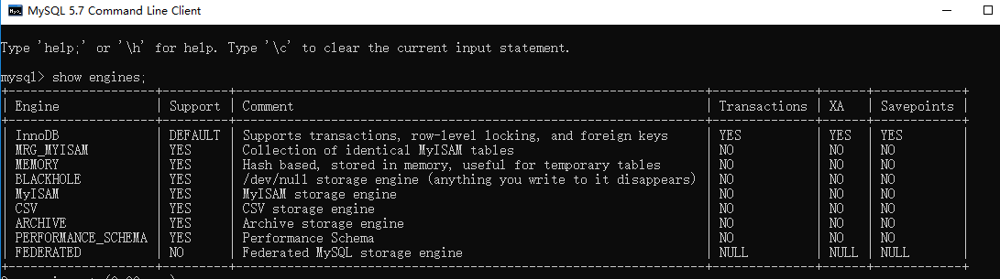 MySQL 5.7 Command Line Client
Type 'help;' or '\h' for help. Type '\c' to clear the current input statement.
mysql> show engines;
+--------------------+---------+----------------------------------------------------------------+--------------+------+------------+
| Engine             | Support | Comment                                                        | Transactions | XA   | Savepoints |
+--------------------+---------+----------------------------------------------------------------+--------------+------+------------+
| InnoDB             | DEFAULT | Supports transactions, row-level locking, and foreign keys     | YES          | YES  | YES        |
| MRG_MYISAM         | YES     | Collection of identical MyISAM tables                          | NO           | NO   | NO         |
| MEMORY             | YES     | Hash based, stored in memory, useful for temporary tables      | NO           | NO   | NO         |
| BLACKHOLE          | YES     | /dev/null storage engine (anything you write to it disappears) | NO           | NO   | NO         |
| MyISAM             | YES     | MyISAM storage engine                                          | NO           | NO   | NO         |
| CSV                | YES     | CSV storage engine                                             | NO           | NO   | NO         |
| ARCHIVE            | YES     | Archive storage engine                                         | NO           | NO   | NO         |
| PERFORMANCE_SCHEMA | YES     | Performance Schema                                             | NO           | NO   | NO         |
| FEDERATED          | NO      | Federated MySQL storage engine                                 | NULL         | NULL | NULL       |
+--------------------+---------+----------------------------------------------------------------+--------------+------+------------+